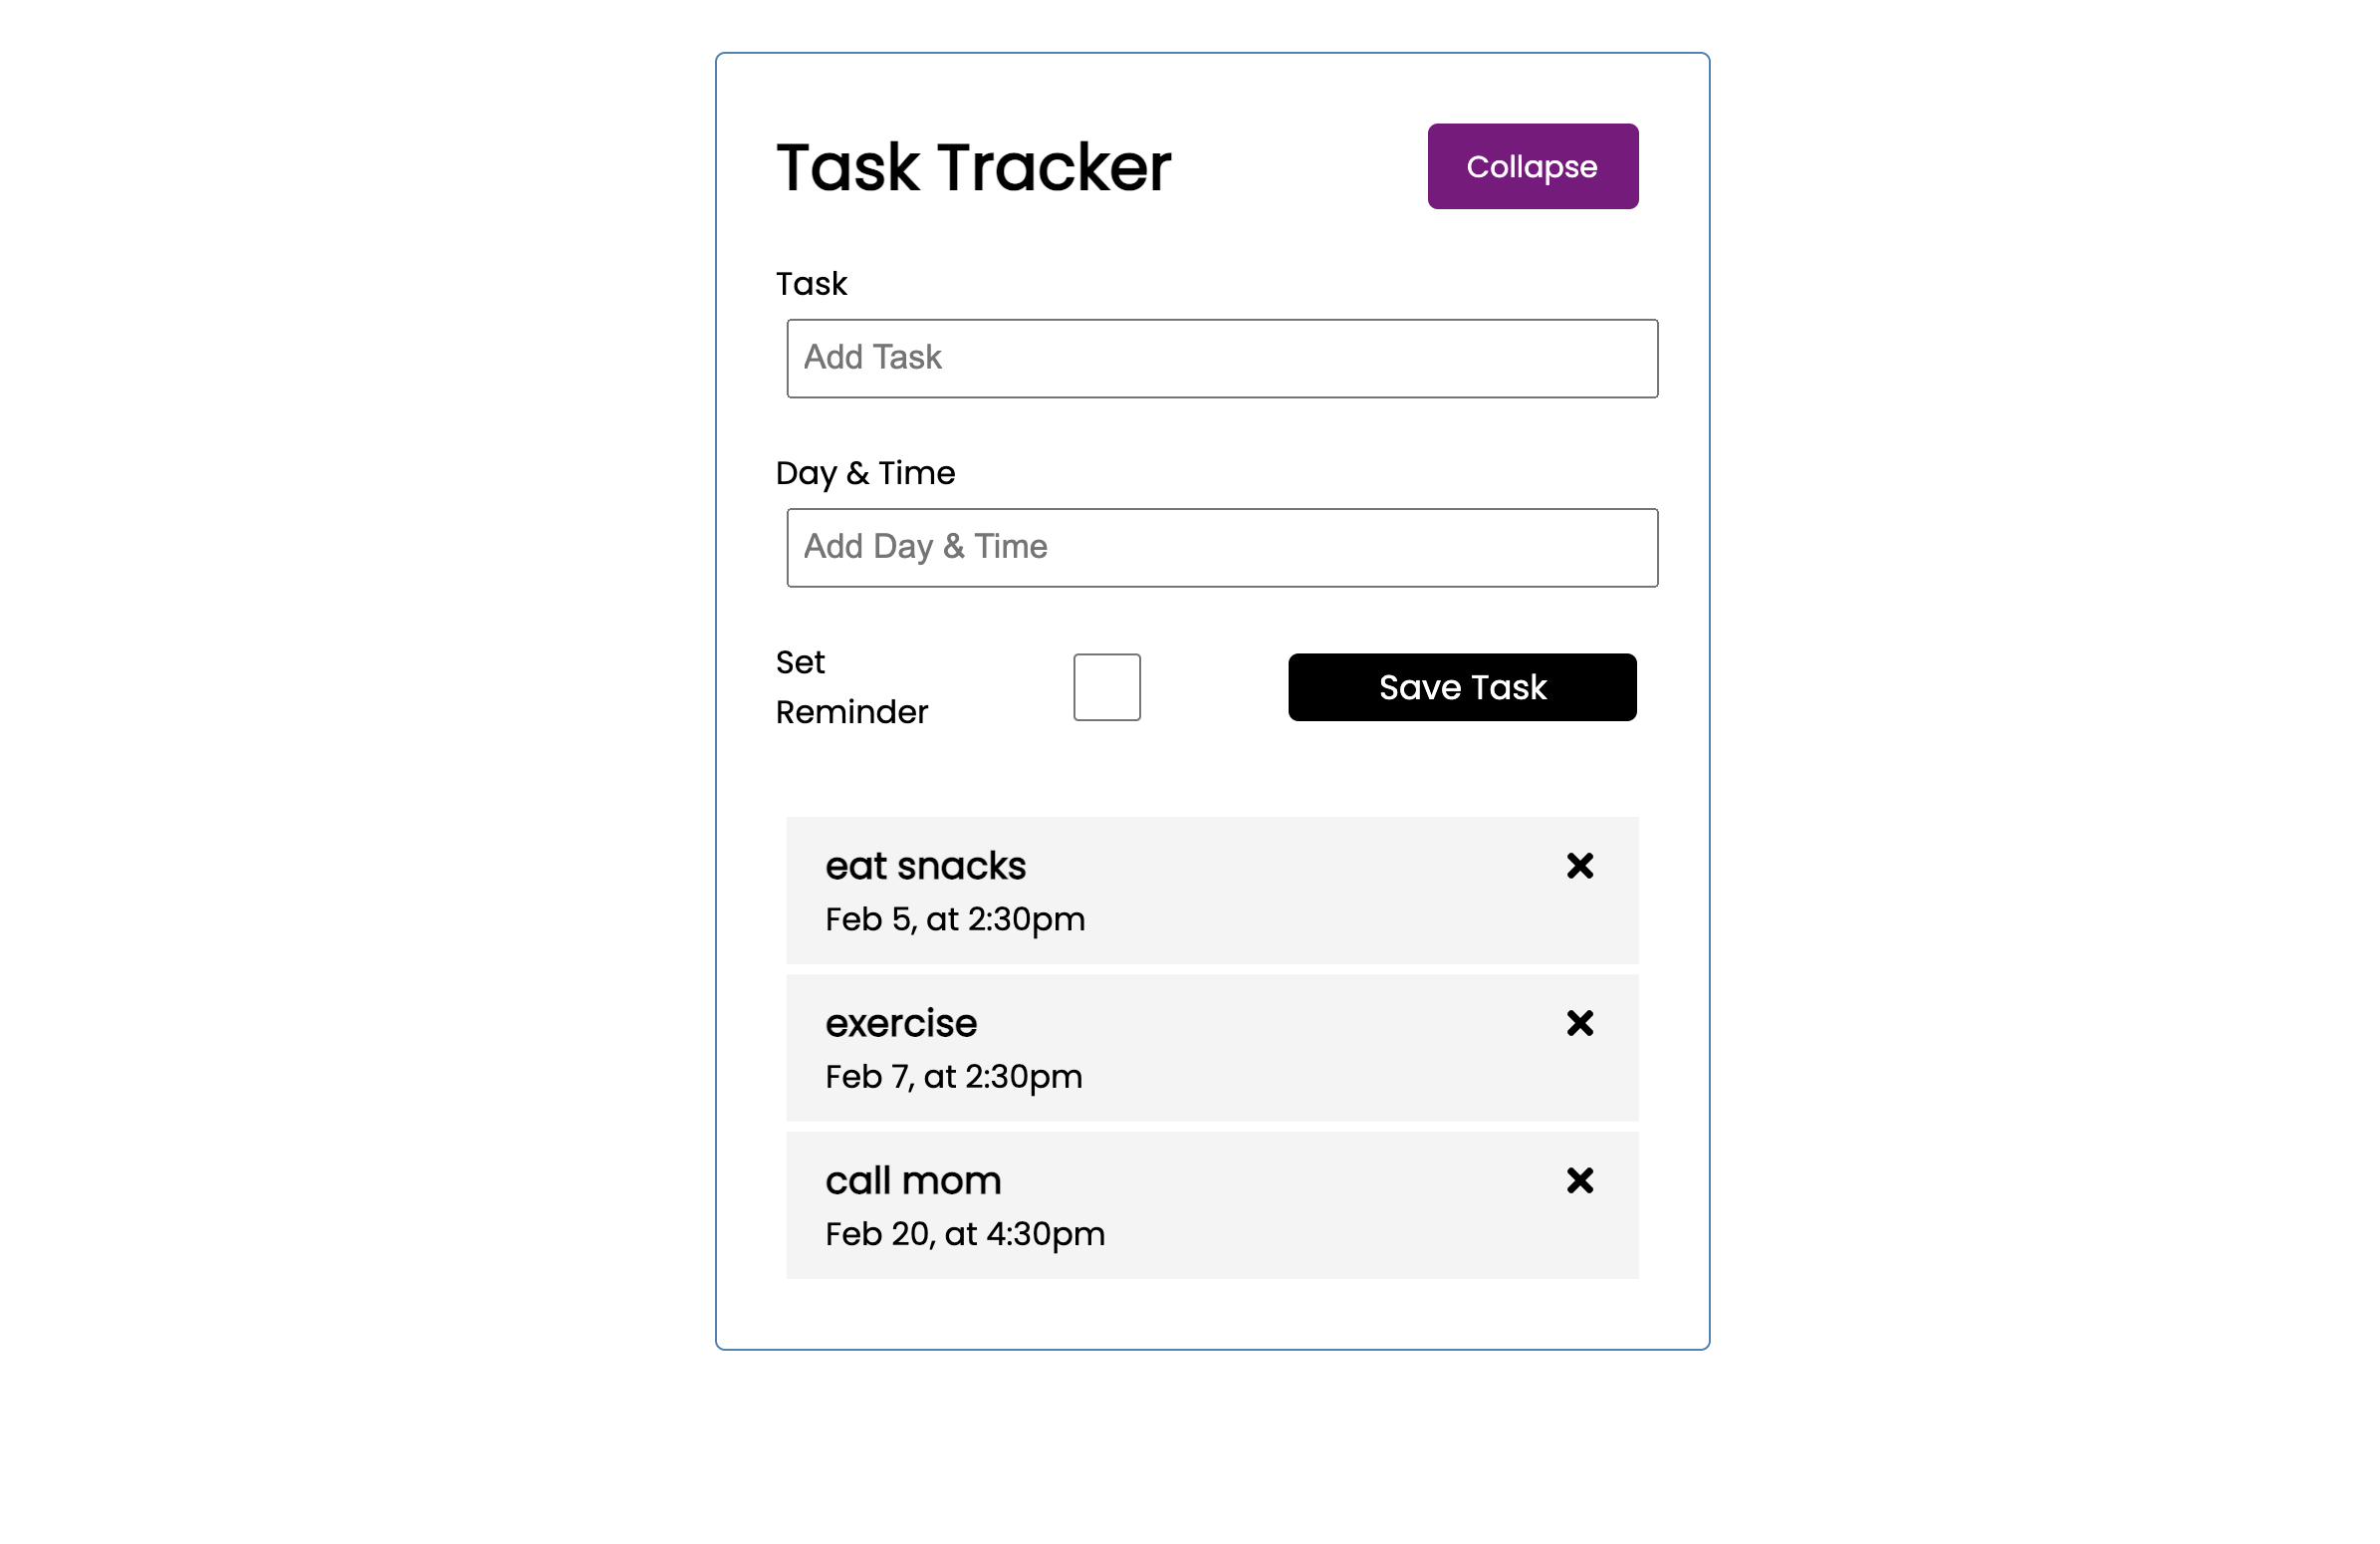 Task Tracker
Collapse
Task
Add Task
Day & Time
Add Day & Time
Set
Reminder
Save Task
eat snacks
Feb 5, at 2:30pm
exercise
Feb 7, at 2:30pm
call mom
Feb 20, at 4:30pm